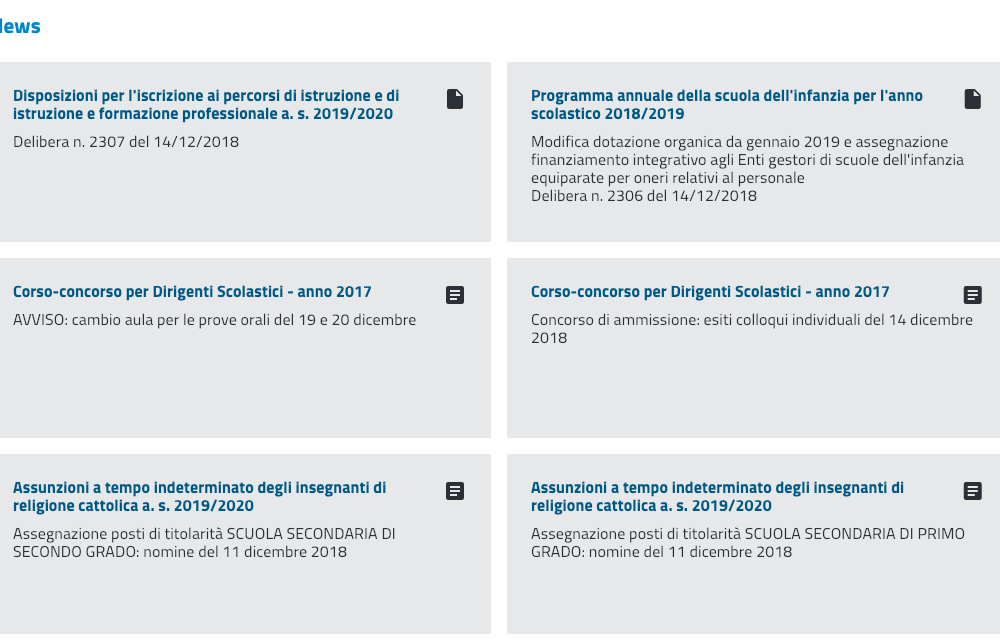 News
Disposizioni per l'iscrizione ai percorsi di istruzione e di
istruzione e formazione professionale a. s. 2019/2020
Delibera n. 2307 del 14/12/2018
Programma annuale della scuola dell'infanzia per l'anno
scolastico 2018/2019
Modifica dotazione organica da gennaio 2019 e assegnazione
finanziamento integrativo agli Enti gestori di scuole dell'infanzia
equiparate per oneri relativi al personale
Delibera n. 2306 del 14/12/2018
Corso-concorso per Dirigenti Scolastici - anno 2017
AVVISO: cambio aula per le prove orali del 19 e 20 dicembre
Corso-concorso per Dirigenti Scolastici - anno 2017
Concorso di ammissione: esiti colloqui individuali del 14 dicembre
2018
Assunzioni a tempo indeterminato degli insegnanti di
religione cattolica a. s. 2019/2020
Assegnazione posti di titolarità SCUOLA SECONDARIA DI
SECONDO GRADO: nomine del 11 dicembre 2018
Assunzioni a tempo indeterminato degli insegnanti di
religione cattolica a. s. 2019/2020
Assegnazione posti di titolarità SCUOLA SECONDARIA DI PRIMO
GRADO: nomine del 11 dicembre 2018